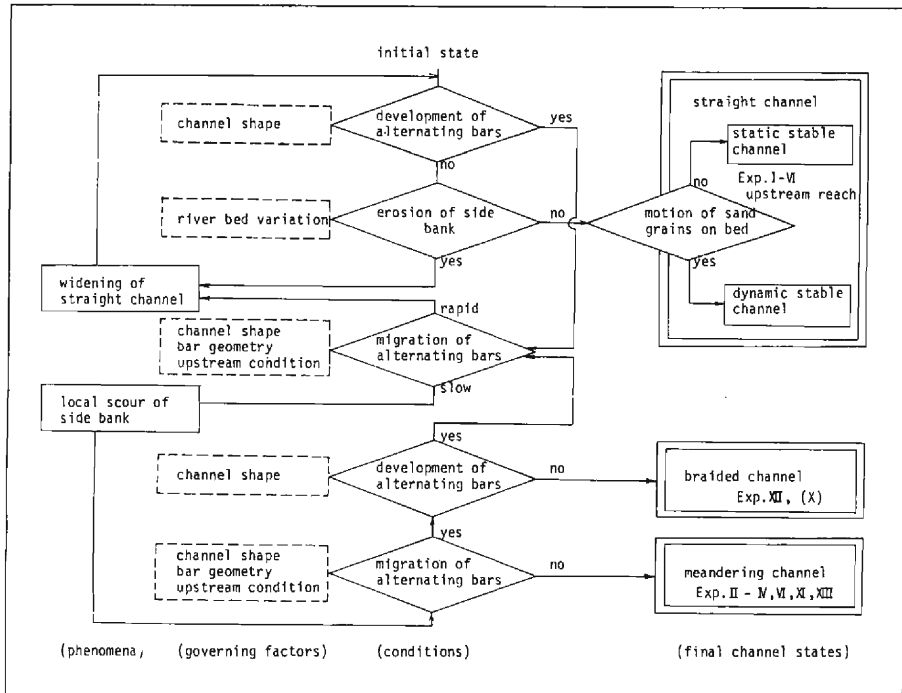 initial state
channel shape
development of
alternating bars
yes
no
river bed variation
erosion of side
bank
no
yes
straight channel
static stable
channel
Exp.I-Ⅵ
upstream reach
no
motion of sand
grains on bed
yes
dynamic stable
channel
widening of
straight channel
rapid
channel shape
bar geometry
upstream condition
migration of
alternating bars
slow
local scour of
side bank
yes
channel shape
development of
alternating bars
no
braided channel
Exp.Ⅻ, (X)
yes
channel shape
bar geometry
upstream condition
migration of
alternating bars
no
meandering channel
Exp.Ⅱ - Ⅳ,Ⅵ,Ⅺ,XIII
(phenomena, (governing factors) (conditions) (final channel states)